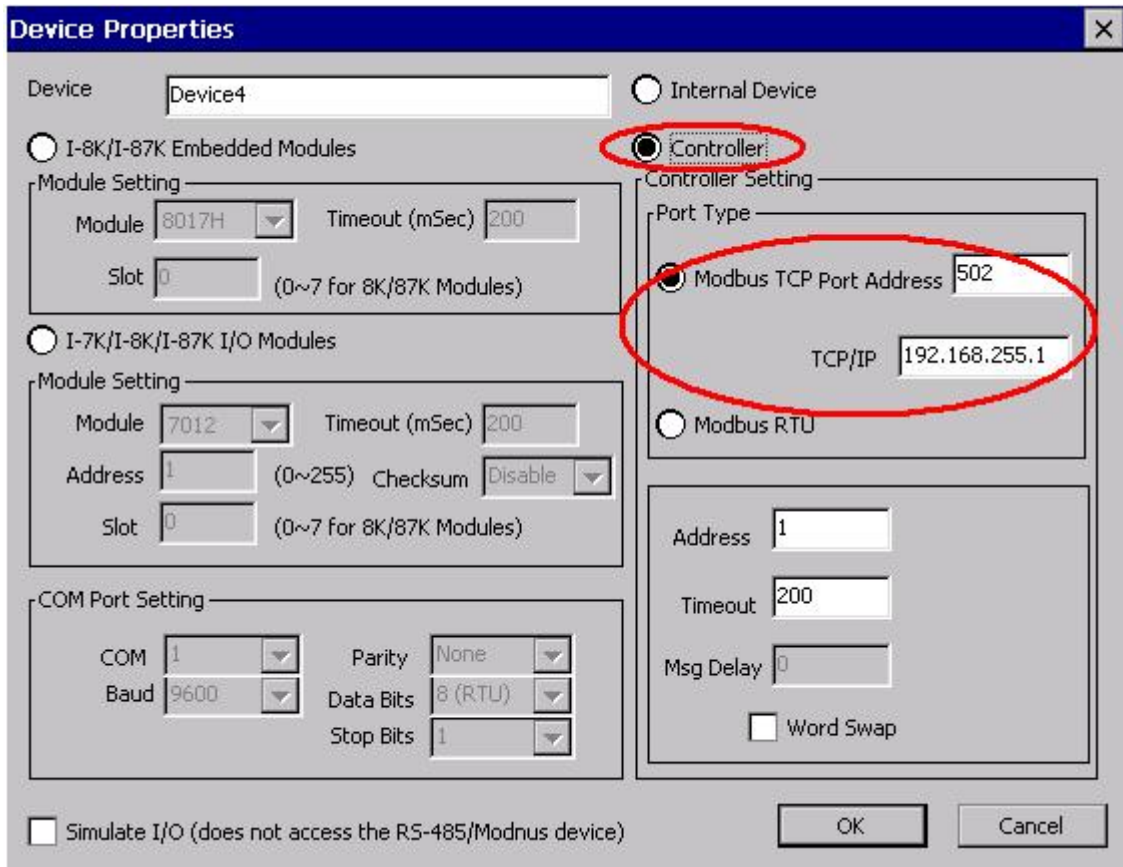 Device Properties
Device Device4
Internal Device
I-8K/I-87K Embedded Modules
Controller
Module Setting
Module 8017H Timeout (mSec) 200
Slot 0 (0~7 for 8K/87K Modules)
I-7K/I-8K/I-87K I/O Modules
Module Setting
Module 7012 Timeout (mSec) 200
Address 1 (0~255) Checksum Disable
Slot 0 (0~7 for 8K/87K Modules)
COM Port Setting
COM 1 Parity None
Baud 9600 Data Bits 8 (RTU)
Stop Bits 1
Controller Setting
Port Type
Modbus TCP Port Address 502
TCP/IP 192.168.255.1
Modbus RTU
Address 1
Timeout 200
Msg Delay 0
Word Swap
Simulate I/O (does not access the RS-485/Modnus device)
OK Cancel